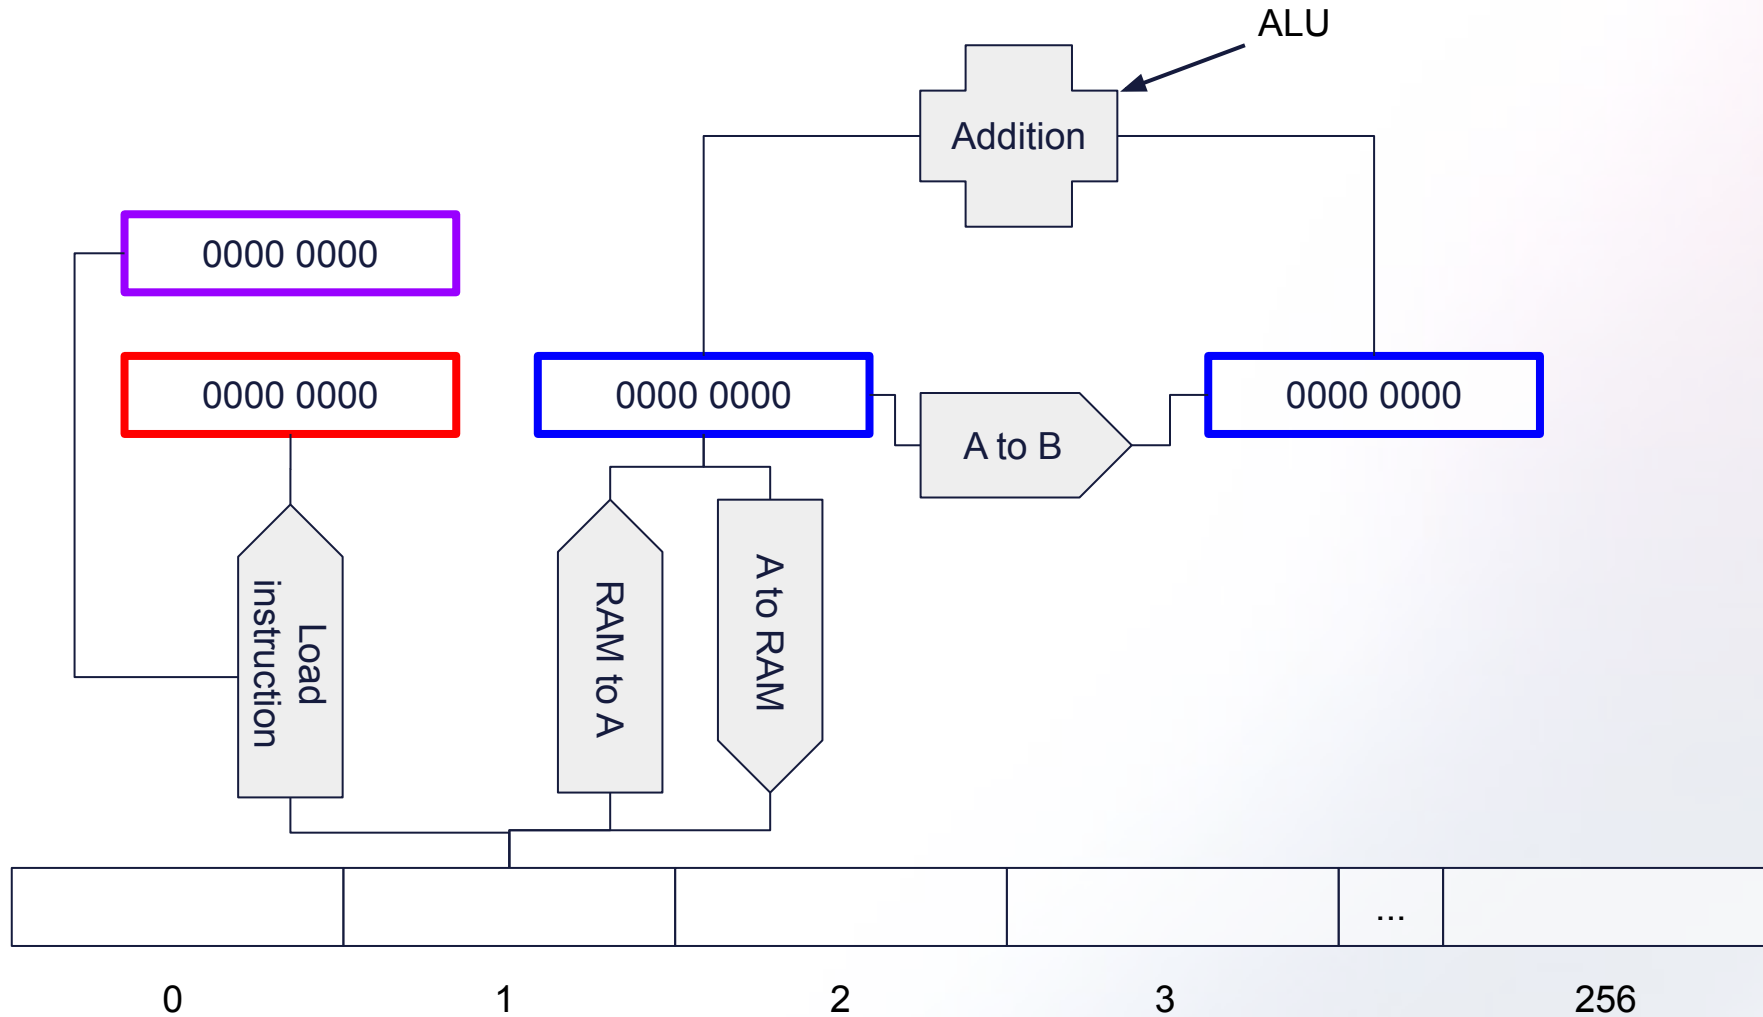 ALU
Addition
0000 0000
0000 0000
0000 0000
0000 0000
A to B
Load
instruction
RAM to A
A to RAM
...
0
1
2
3
256